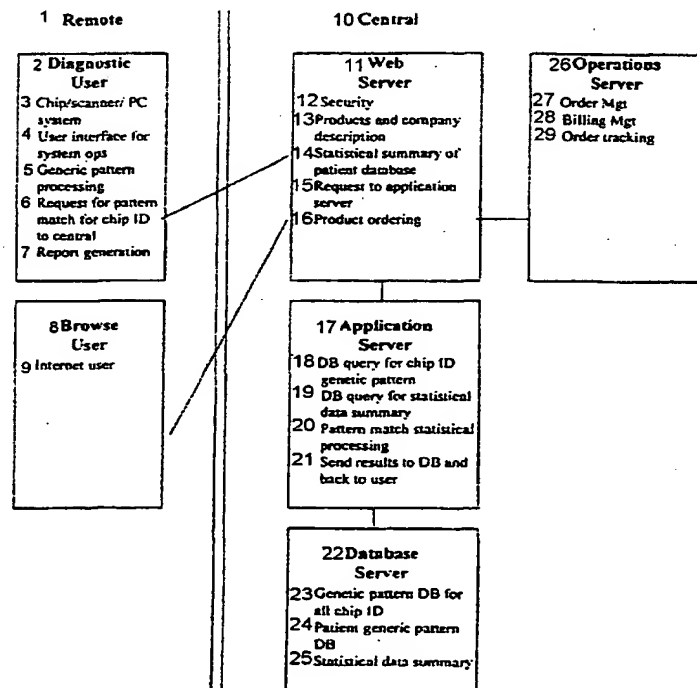 1 Remote
2 Diagnostic
User
3 Chip/scanner/ PC
system
4 User interface for
system ops
5 Generic pattern
processing
6 Request for pattern
match for chip ID
to central
7 Report generation
8 Browse
User
9 Internet user
10 Central
11 Web
Server
12 Security
13 Products and company
description
14 Statistical summary of
patient database
15 Request to application
server
16 Product ordering
17 Application
Server
18 DB query for chip ID
genetic pattern
19 DB query for statistical
data summary
20 Pattern match statistical
processing
21 Send results to DB and
back to user
22 Database
Server
23 Genetic pattern DB for
all chip ID
24 Patient generic pattern
DB
25 Statistical data summary
26 Operations
Server
27 Order Mgt
28 Billing Mgt
29 Order tracking